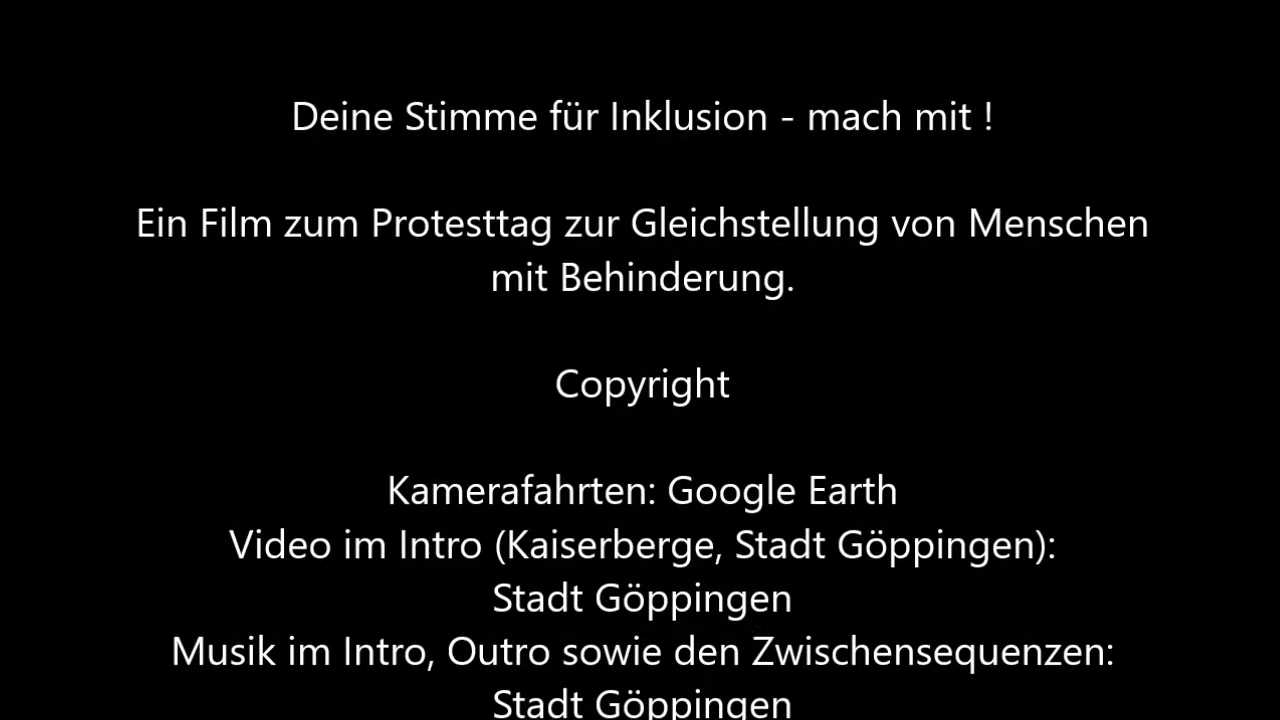 Deine Stimme für Inklusion - mach mit !
Ein Film zum Protesttag zur Gleichstellung von Menschen
mit Behinderung.
Copyright
Kamerafahrten: Google Earth
Video im Intro (Kaiserberge, Stadt Göppingen):
Stadt Göppingen
Musik im Intro, Outro sowie den Zwischensequenzen:
Stadt Göppingen